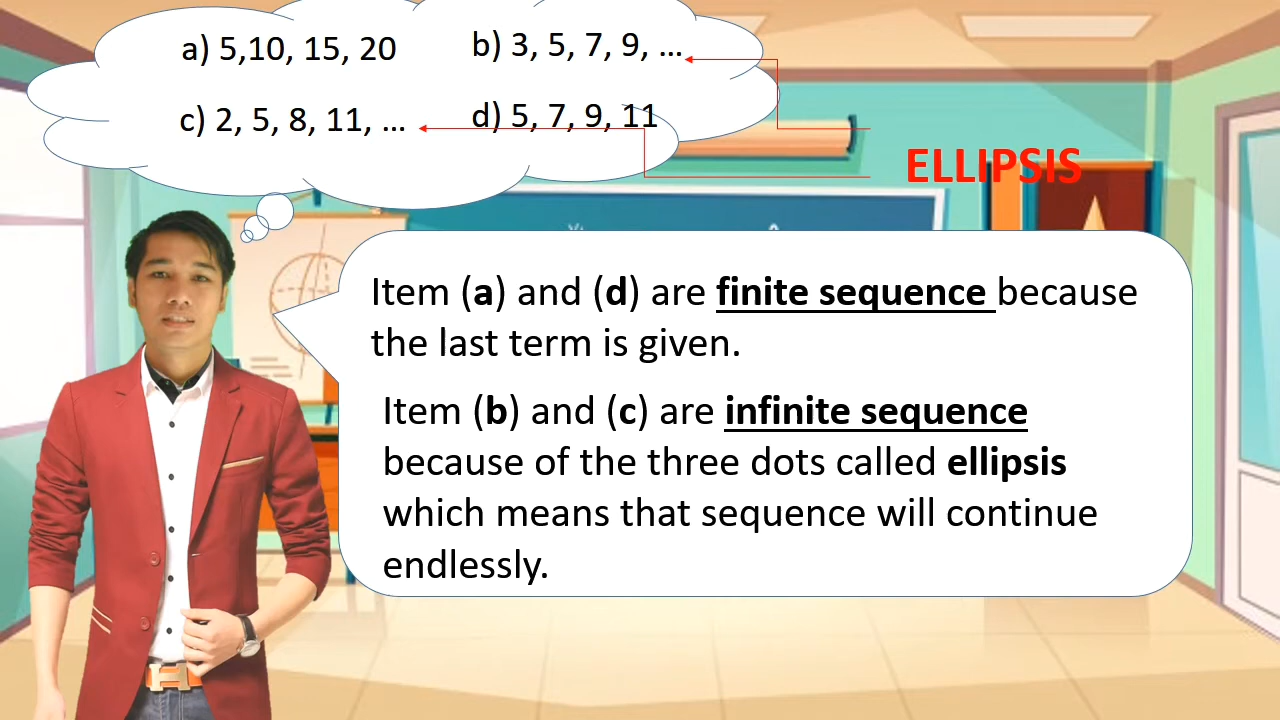 a) 5,10, 15, 20
b) 3, 5, 7, 9, ...
c) 2, 5, 8, 11, ...
d) 5, 7, 9, 11
ELLIPSIS
Item (a) and (d) are finite sequence because
the last term is given.
Item (b) and (c) are infinite sequence
because of the three dots called ellipsis
which means that sequence will continue
endlessly.